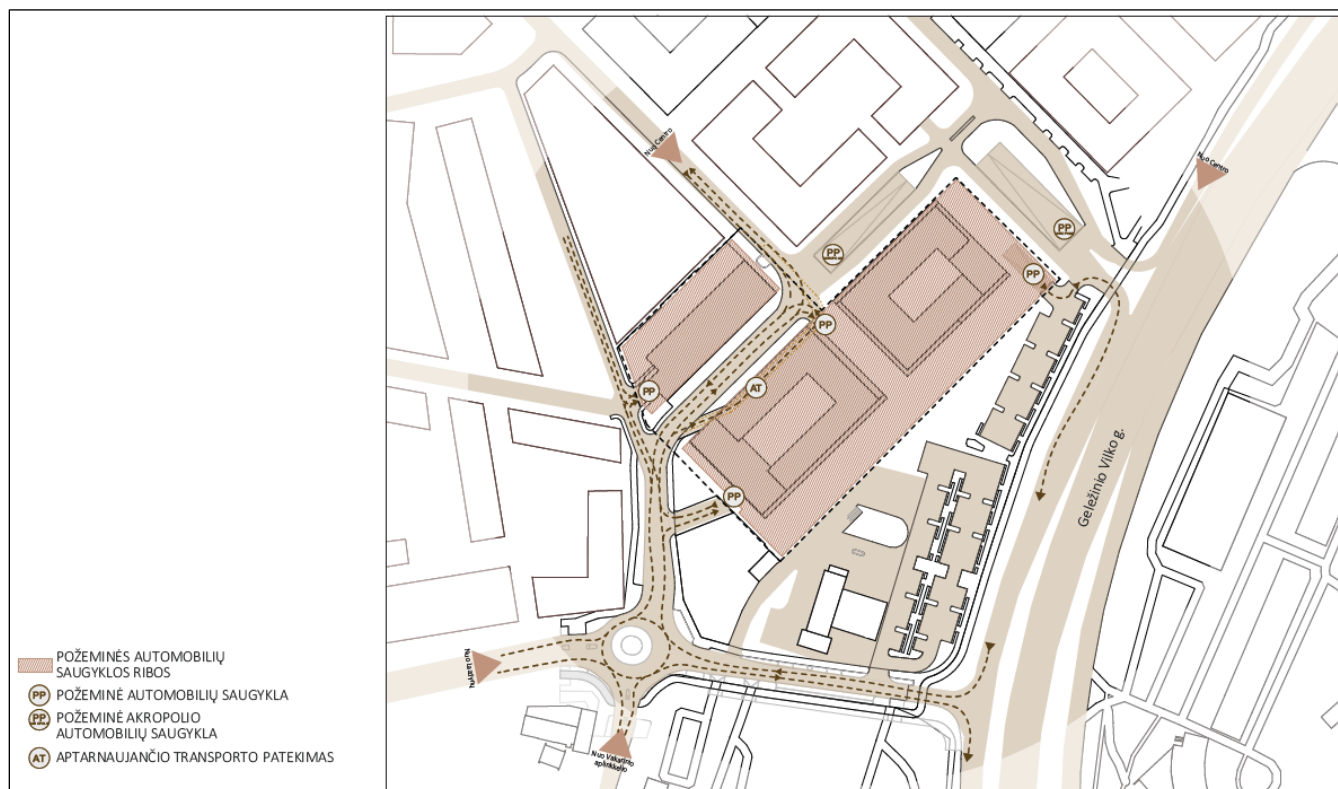 Nuo Centro
Nuo Centro
PP
PP
PP
PP
AT
PP
PP
Geležinio Vilko g.
Nuo Vakarinio
aplinkkelio
POŽEMINĖS AUTOMOBILIŲ
SAUGYKLOS RIBOS
PP POŽEMINĖ AUTOMOBILIŲ SAUGYKLA
PP POŽEMINĖ AKROPOLIO
AUTOMOBILIŲ SAUGYKLA
AT APTARNAUJANČIO TRANSPORTO PATEKIMAS